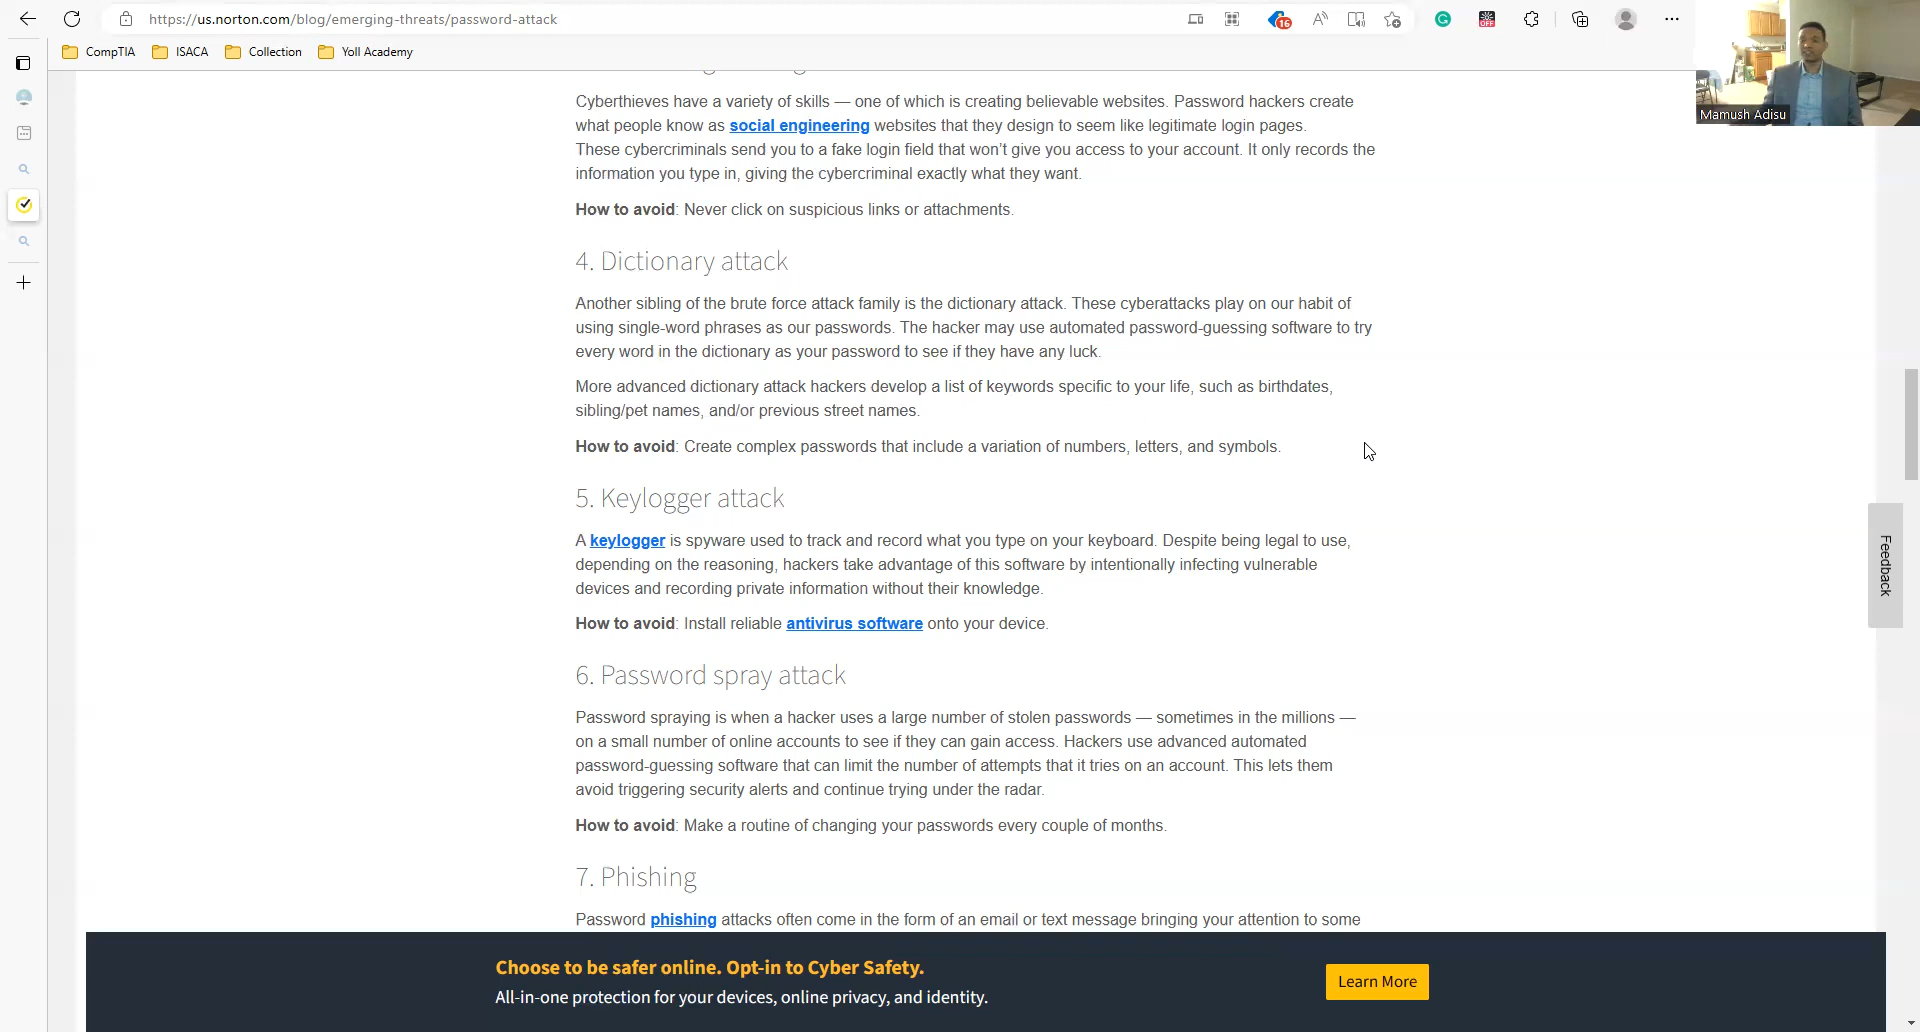 https://us.norton.com/blog/emerging-threats/password-attack
16
OFF
CompTIA
ISACA
Collection
Yoll Academy
Mamush Adisu
Cyberthieves have a variety of skills — one of which is creating believable websites. Password hackers create
what people know as social engineering websites that they design to seem like legitimate login pages.
These cybercriminals send you to a fake login field that won't give you access to your account. It only records the
information you type in, giving the cybercriminal exactly what they want.
How to avoid: Never click on suspicious links or attachments.
4. Dictionary attack
Another sibling of the brute force attack family is the dictionary attack. These cyberattacks play on our habit of
using single-word phrases as our passwords. The hacker may use automated password-guessing software to try
every word in the dictionary as your password to see if they have any luck.
More advanced dictionary attack hackers develop a list of keywords specific to your life, such as birthdates,
sibling/pet names, and/or previous street names.
How to avoid: Create complex passwords that include a variation of numbers, letters, and symbols.
5. Keylogger attack
A keylogger is spyware used to track and record what you type on your keyboard. Despite being legal to use,
depending on the reasoning, hackers take advantage of this software by intentionally infecting vulnerable
devices and recording private information without their knowledge.
How to avoid: Install reliable antivirus software onto your device.
Feedback
6. Password spray attack
Password spraying is when a hacker uses a large number of stolen passwords — sometimes in the millions —
on a small number of online accounts to see if they can gain access. Hackers use advanced automated
password-guessing software that can limit the number of attempts that it tries on an account. This lets them
avoid triggering security alerts and continue trying under the radar.
How to avoid: Make a routine of changing your passwords every couple of months.
7. Phishing
Password phishing attacks often come in the form of an email or text message bringing your attention to some
Choose to be safer online. Opt-in to Cyber Safety.
All-in-one protection for your devices, online privacy, and identity.
Learn More